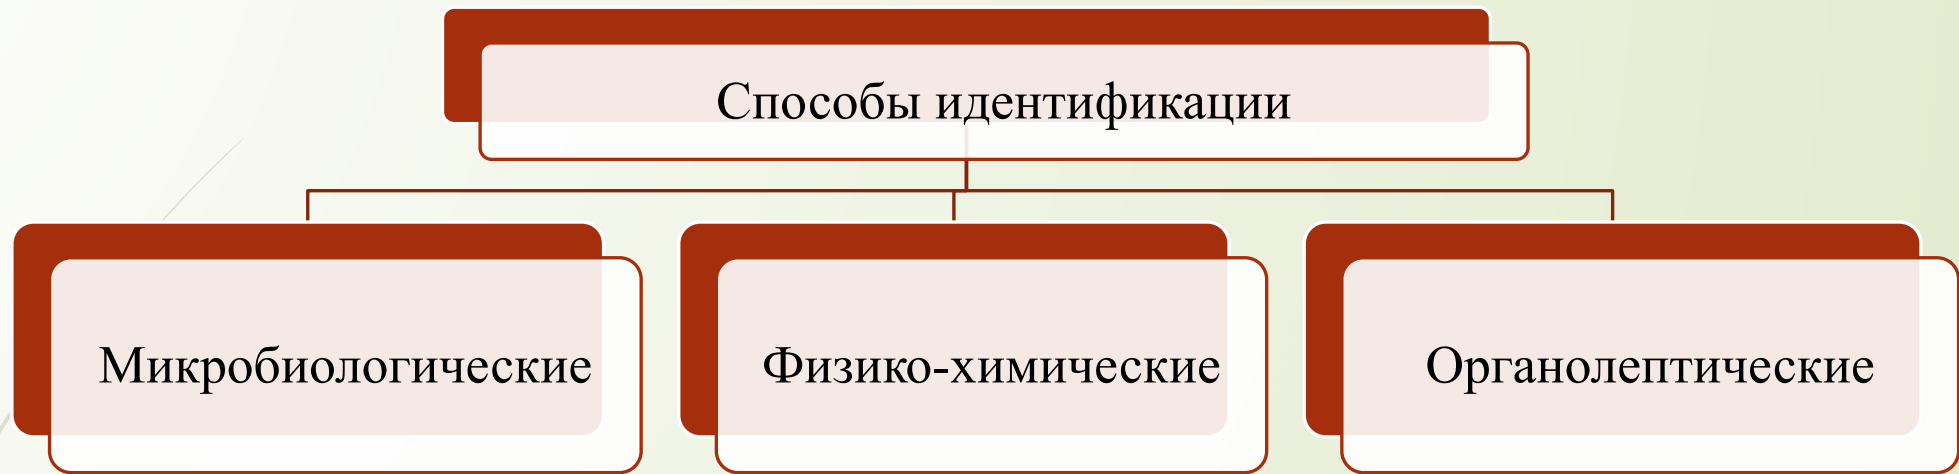 Способы идентификации
Микробиологические
Физико-химические
Органолептические